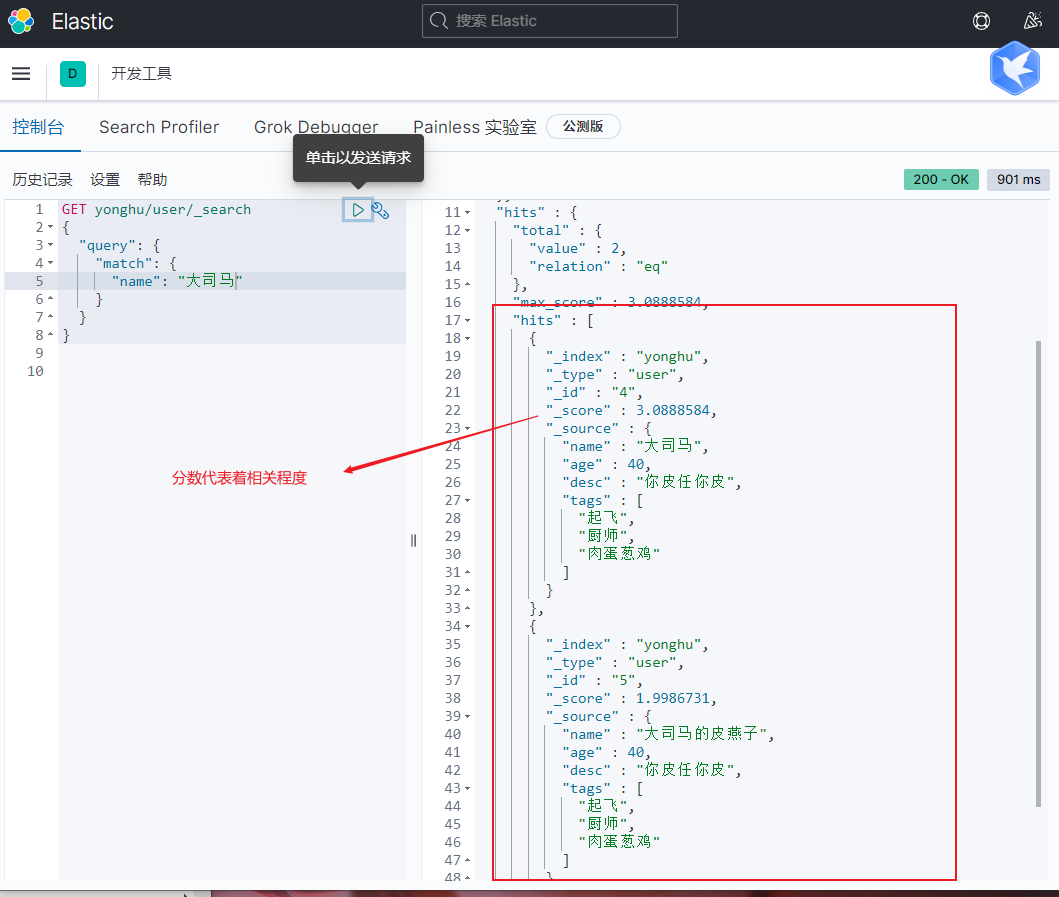 Elastic
搜索 Elastic
D
开发工具
控制台
Search Profiler
Grok Debugger
Painless 实验室
公测版
单击以发送请求
历史记录
设置
帮助
200 - OK
901 ms
1 GET yonghu/user/_search
2 {
3 "query": {
4 "match": {
5 "name": "大司马"
6 }
7 }
8 }
9
10
分数代表着相关程度
11 "hits" : {
12 "total" : {
13 "value" : 2,
14 "relation" : "eq"
15 },
16 "max_score" : 3.0888584,
17 "hits" : [
18 {
19 "_index" : "yonghu",
20 "_type" : "user",
21 "_id" : "4",
22 "_score" : 3.0888584,
23 "_source" : {
24 "name" : "大司马",
25 "age" : 40,
26 "desc" : "你皮任你皮",
27 "tags" : [
28 "起飞",
29 "厨师",
30 "肉蛋葱鸡"
31 ]
32 }
33 },
34 {
35 "_index" : "yonghu",
36 "_type" : "user",
37 "_id" : "5",
38 "_score" : 1.9986731,
39 "_source" : {
40 "name" : "大司马的皮燕子",
41 "age" : 40,
42 "desc" : "你皮任你皮",
43 "tags" : [
44 "起飞",
45 "厨师",
46 "肉蛋葱鸡"
47 ]
48 }